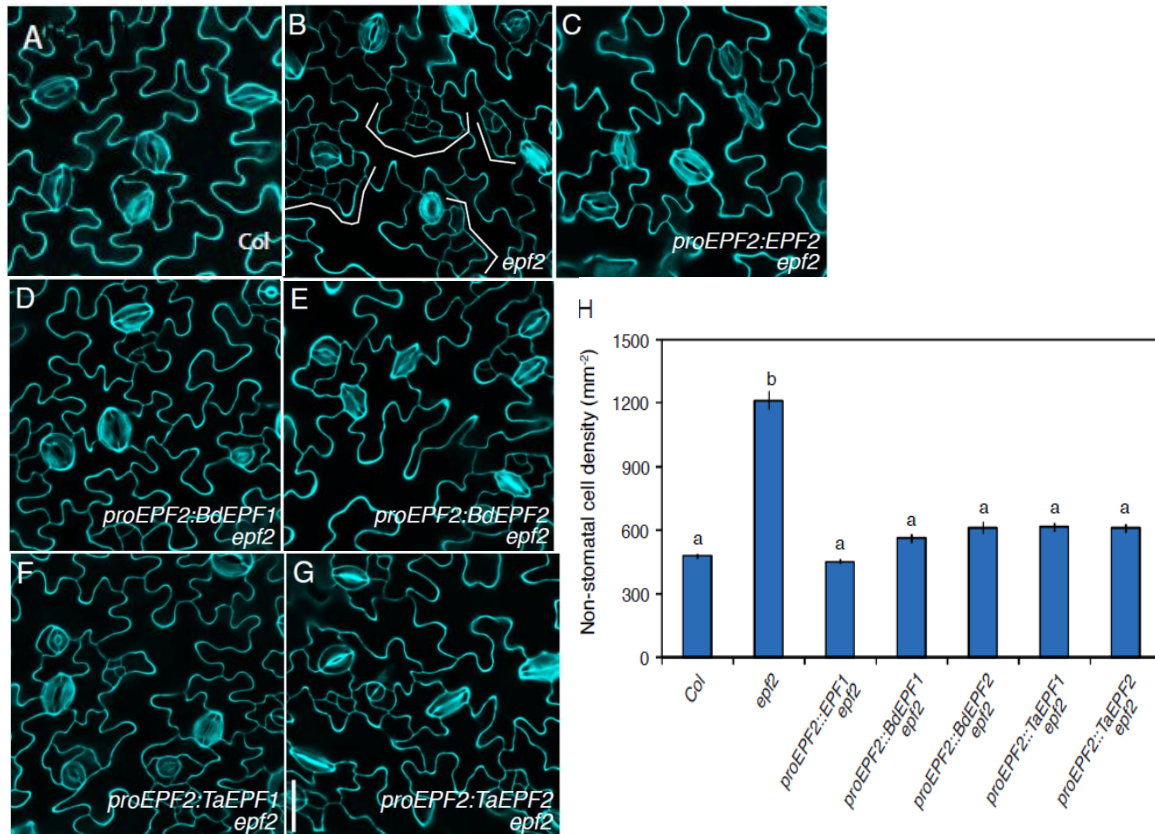 A
Col
B
epf2
C
proEPF2:EPF2
epf2
D
proEPF2:BdEPF1
epf2
E
proEPF2:BdEPF2
epf2
F
proEPF2:TaEPF1
epf2
G
proEPF2:TaEPF2
epf2
H
Non-stomatal cell density (mm⁻²)
1500
1200
900
600
300
0
a
b
a
a
a
a
a
Col
epf2
proEPF2::EPF1
epf2
proEPF2::BdEPF1
epf2
proEPF2::BdEPF2
epf2
proEPF2::TaEPF1
epf2
proEPF2::TaEPF2
epf2